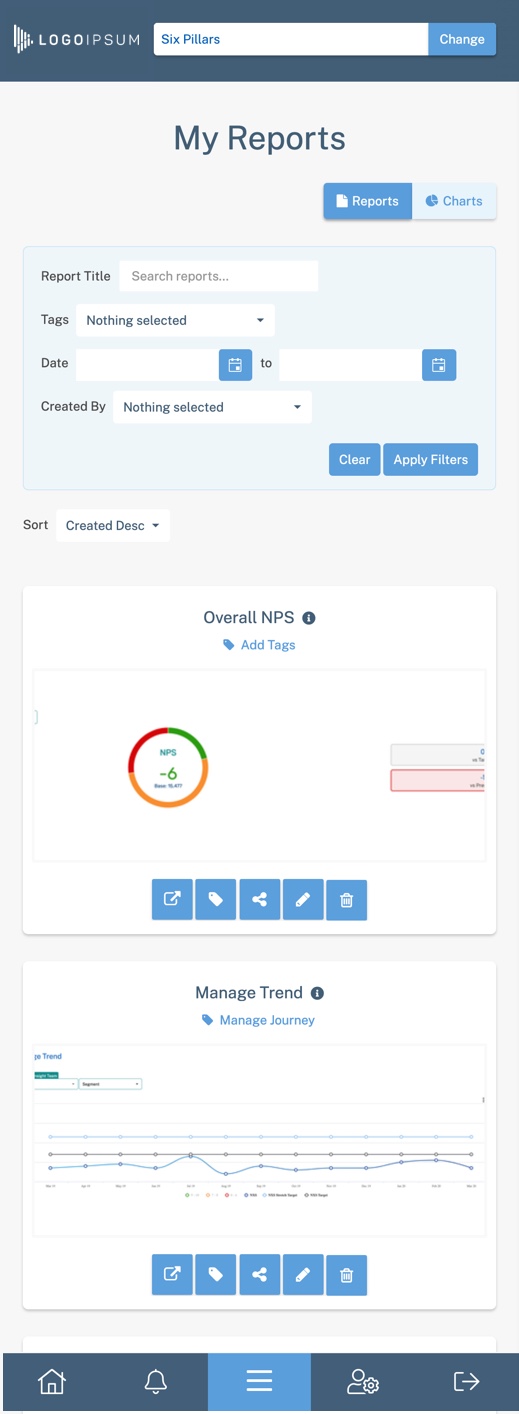 LOGOIPSUM
Six Pillars
Change
My Reports
Reports
Charts
Report Title
Search reports...
Tags
Nothing selected
Date
to
Created By
Nothing selected
Clear
Apply Filters
Sort
Created Desc
Overall NPS
Add Tags
NPS
-6
Base: 15,477
Manage Trend
Manage Journey
ge Trend
Segment